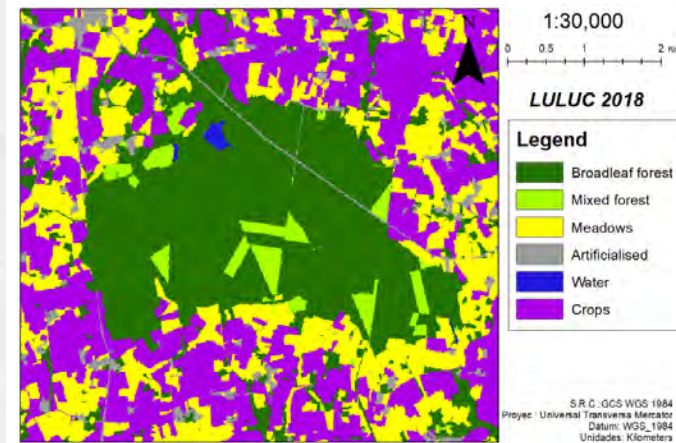 N
1:30,000
0 0.5 1 2
LULUC 2018
Legend
Broadleaf forest
Mixed forest
Meadows
Artificialised
Water
Crops
S.R.C.:GCS WGS 1984
Proyec.: Universal Transversa Mercator
Datum: WGS_1984
Unidades: Kilometers